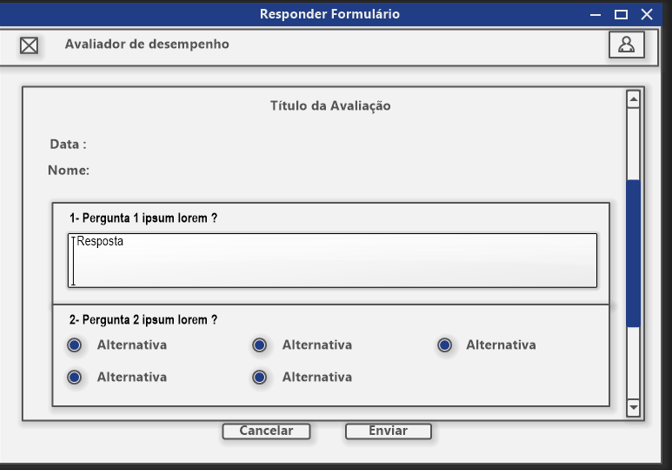 Responder Formulário
Avaliador de desempenho
Título da Avaliação
Data :
Nome:
1- Pergunta 1 ipsum lorem ?
Resposta
2- Pergunta 2 ipsum lorem ?
Alternativa Alternativa Alternativa
Alternativa Alternativa
Cancelar Enviar